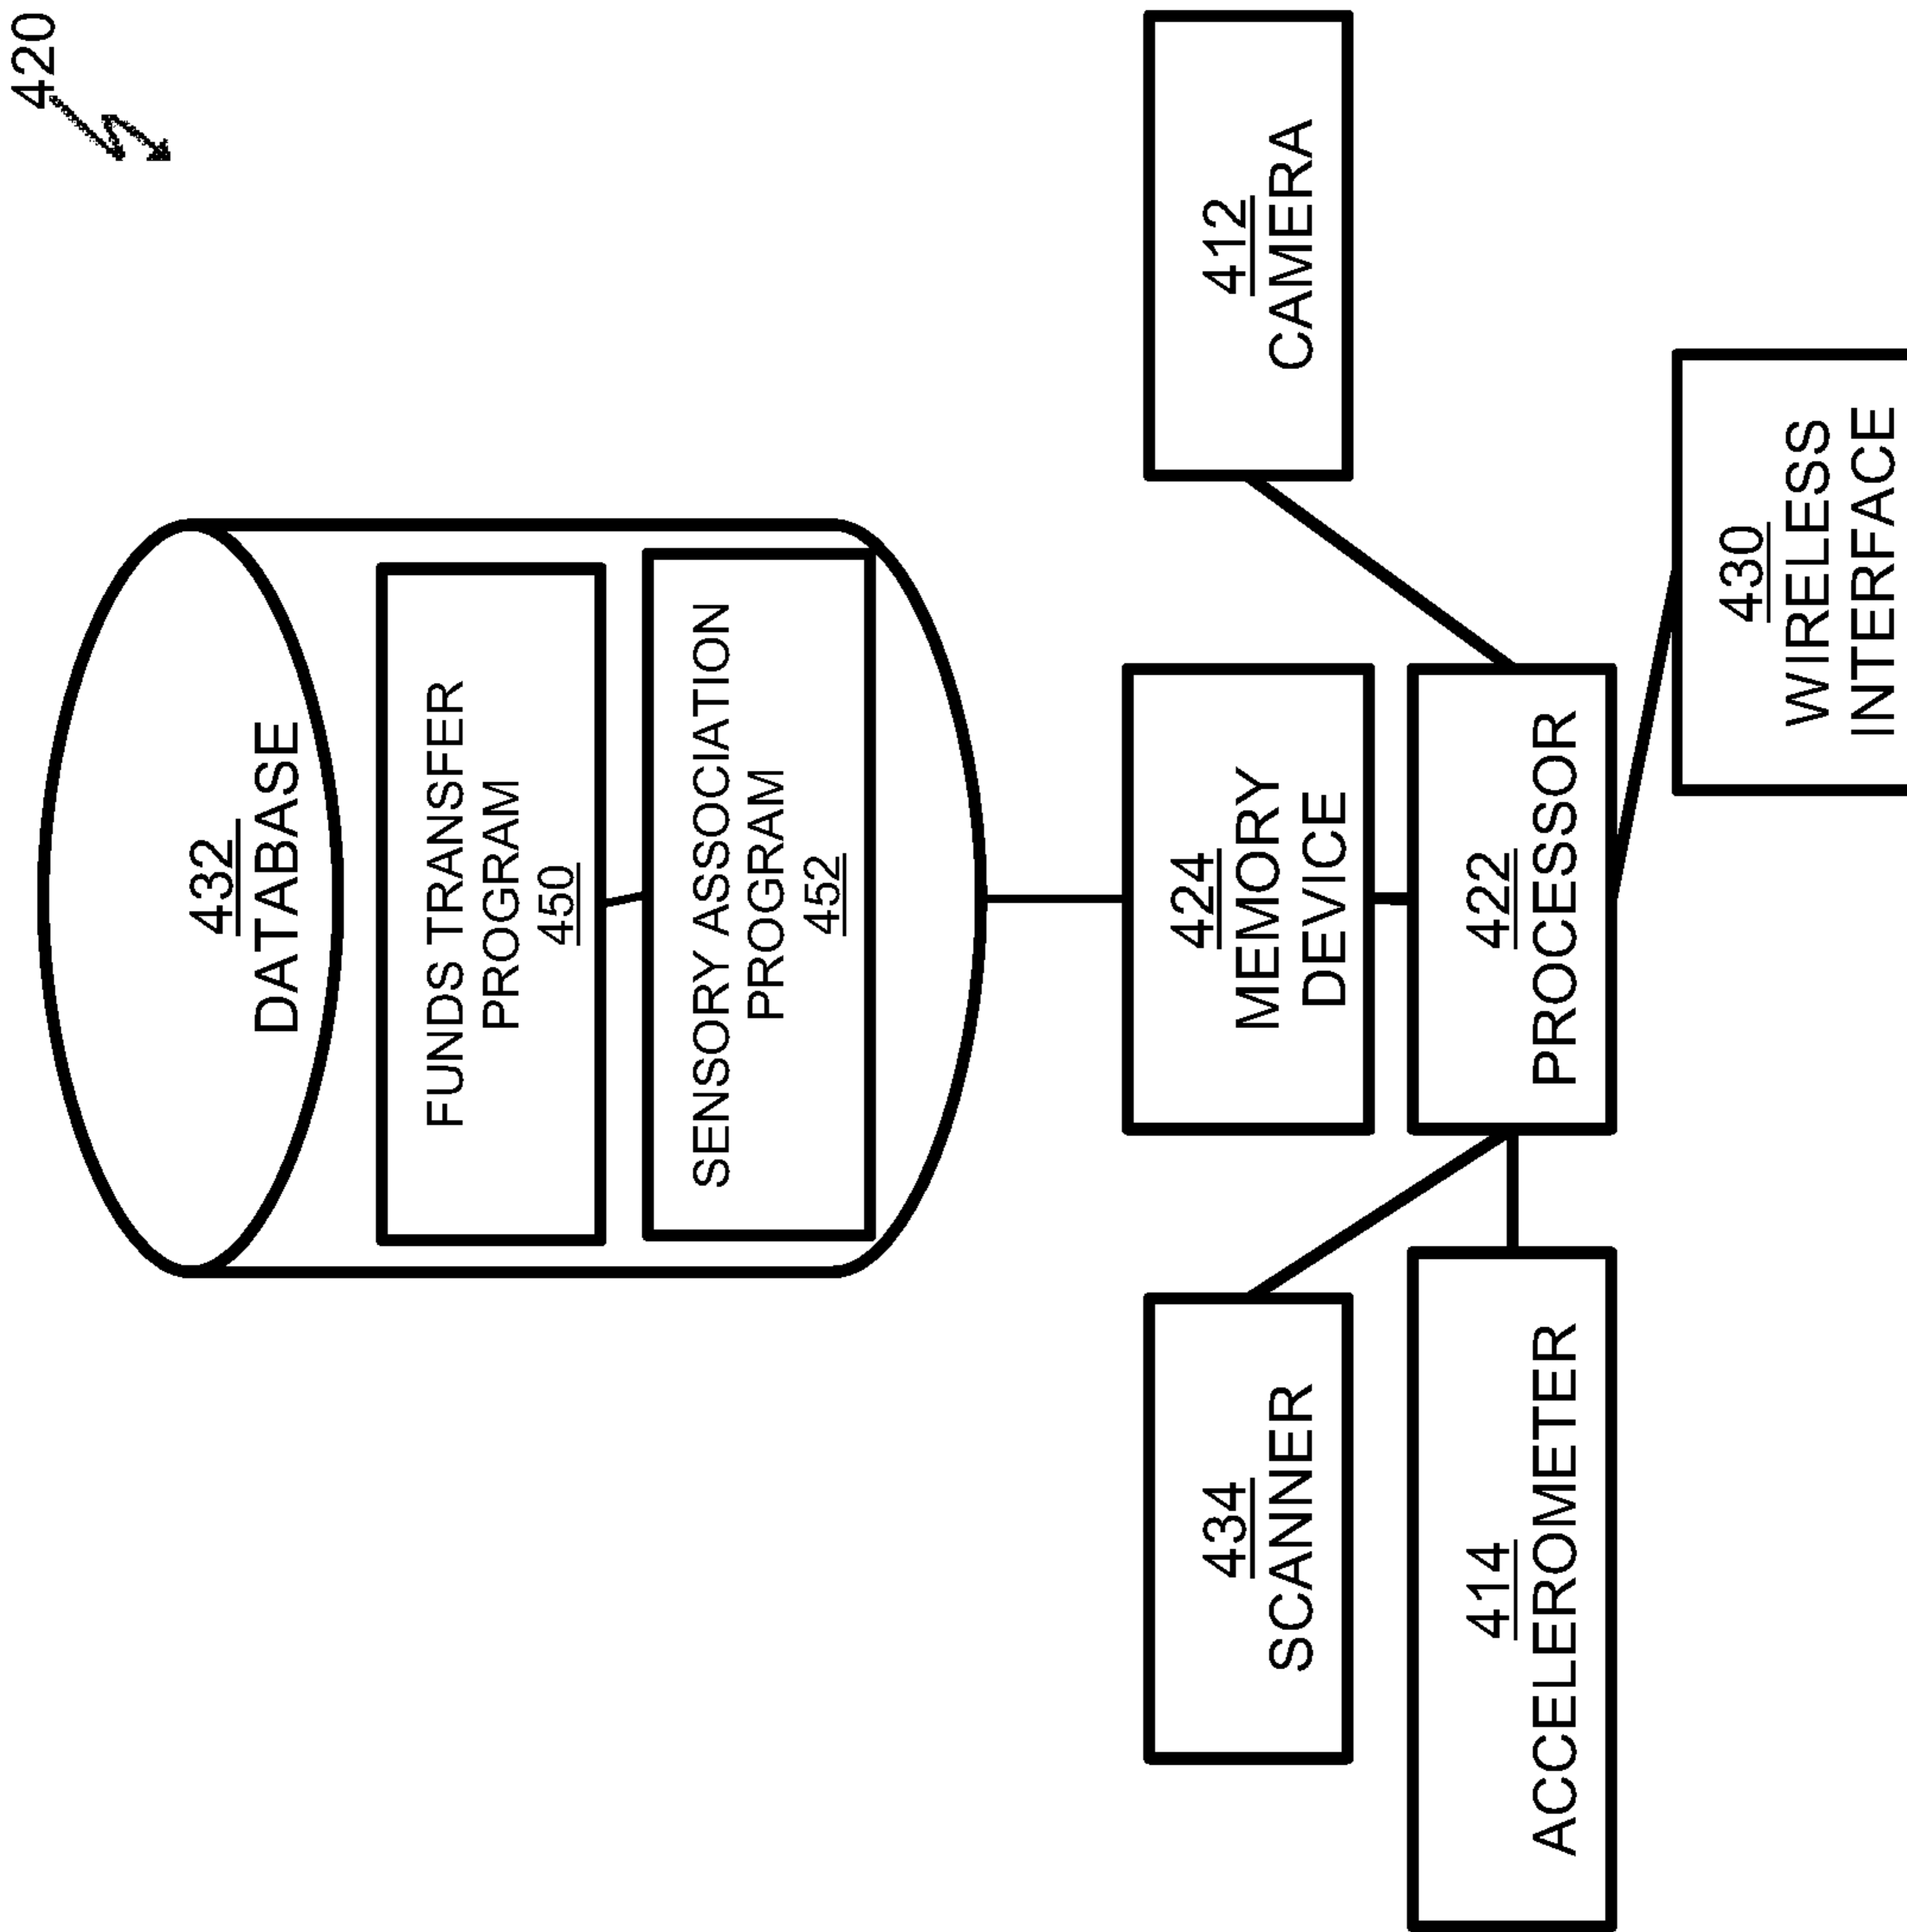 420
432
DATABASE
FUNDS TRANSFER
PROGRAM
450
SENSORY ASSOCIATION
PROGRAM
452
434
SCANNER
424
MEMORY
DEVICE
412
CAMERA
414
ACCELEROMETER
422
PROCESSOR
430
WIRELESS
INTERFACE